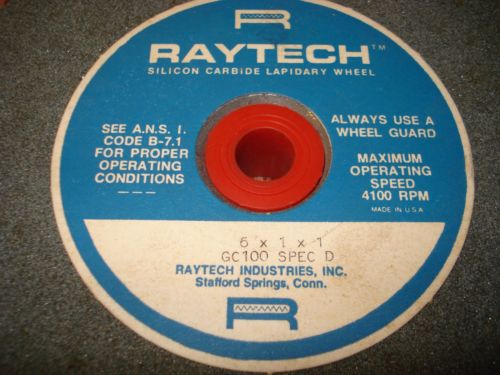 RAYTECH™
SILICON CARBIDE LAPIDARY WHEEL
SEE A.N.S. I.
CODE B-7.1
FOR PROPER
OPERATING
CONDITIONS
– – –
ALWAYS USE A
WHEEL GUARD
MAXIMUM
OPERATING
SPEED
4100 RPM
MADE IN U.S.A
6 x 1 x 1
GC100 SPEC D
RAYTECH INDUSTRIES, INC.
Stafford Springs, Conn.
R